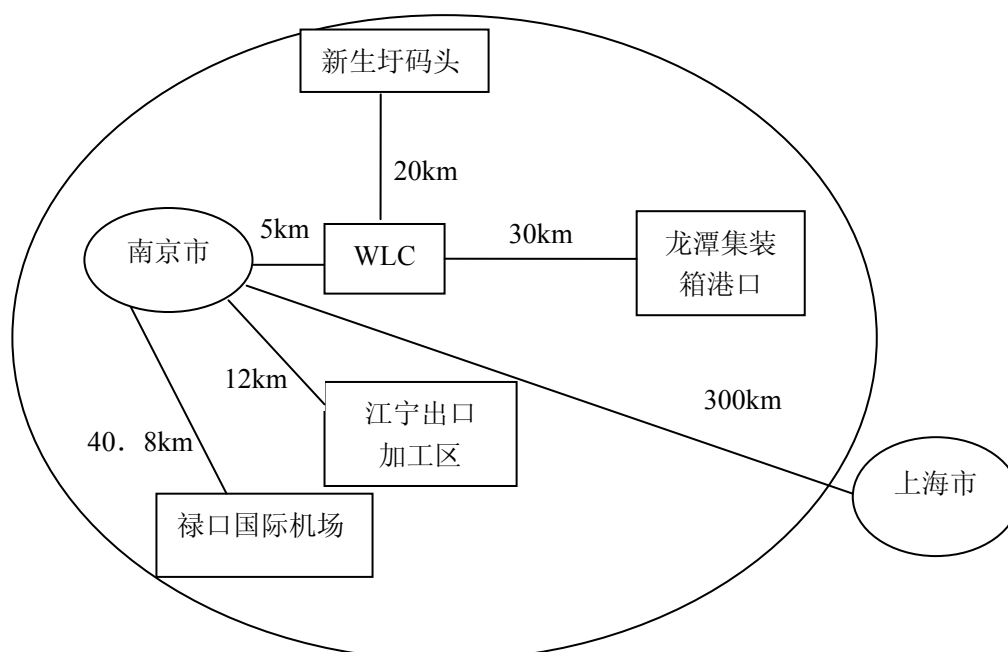 新生圩码头
20km
5km
南京市
WLC
30km
龙潭集装
箱港口
12km
300km
江宁出口
加工区
40．8km
上海市
禄口国际机场